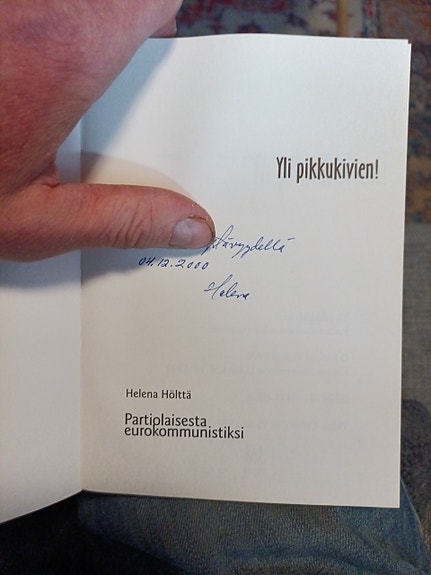 Yli pikkukivien!
04.12.2000
Helena
Helena Hölttä
Partiolaisesta
eurokommunistiksi